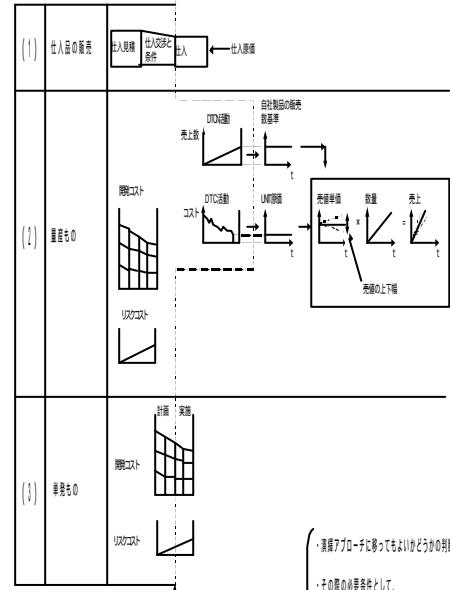 (1)
仕入品の販売
仕入見積
仕入交渉と
条件
仕入
仕入原価
(2)
量産もの
開発コスト
リスクコスト
DTCN活動
売上数
自社製品の販売
数基準
t
DTC活動
コスト
UNIT原価
t
売値単価
×
数量
=
売上
t
t
t
売値の上下幅
(3)
単発もの
計画
実施
開発コスト
リスクコスト
・演繹アプローチに移ってもよいかどうかの判断
・その際の必要条件として、